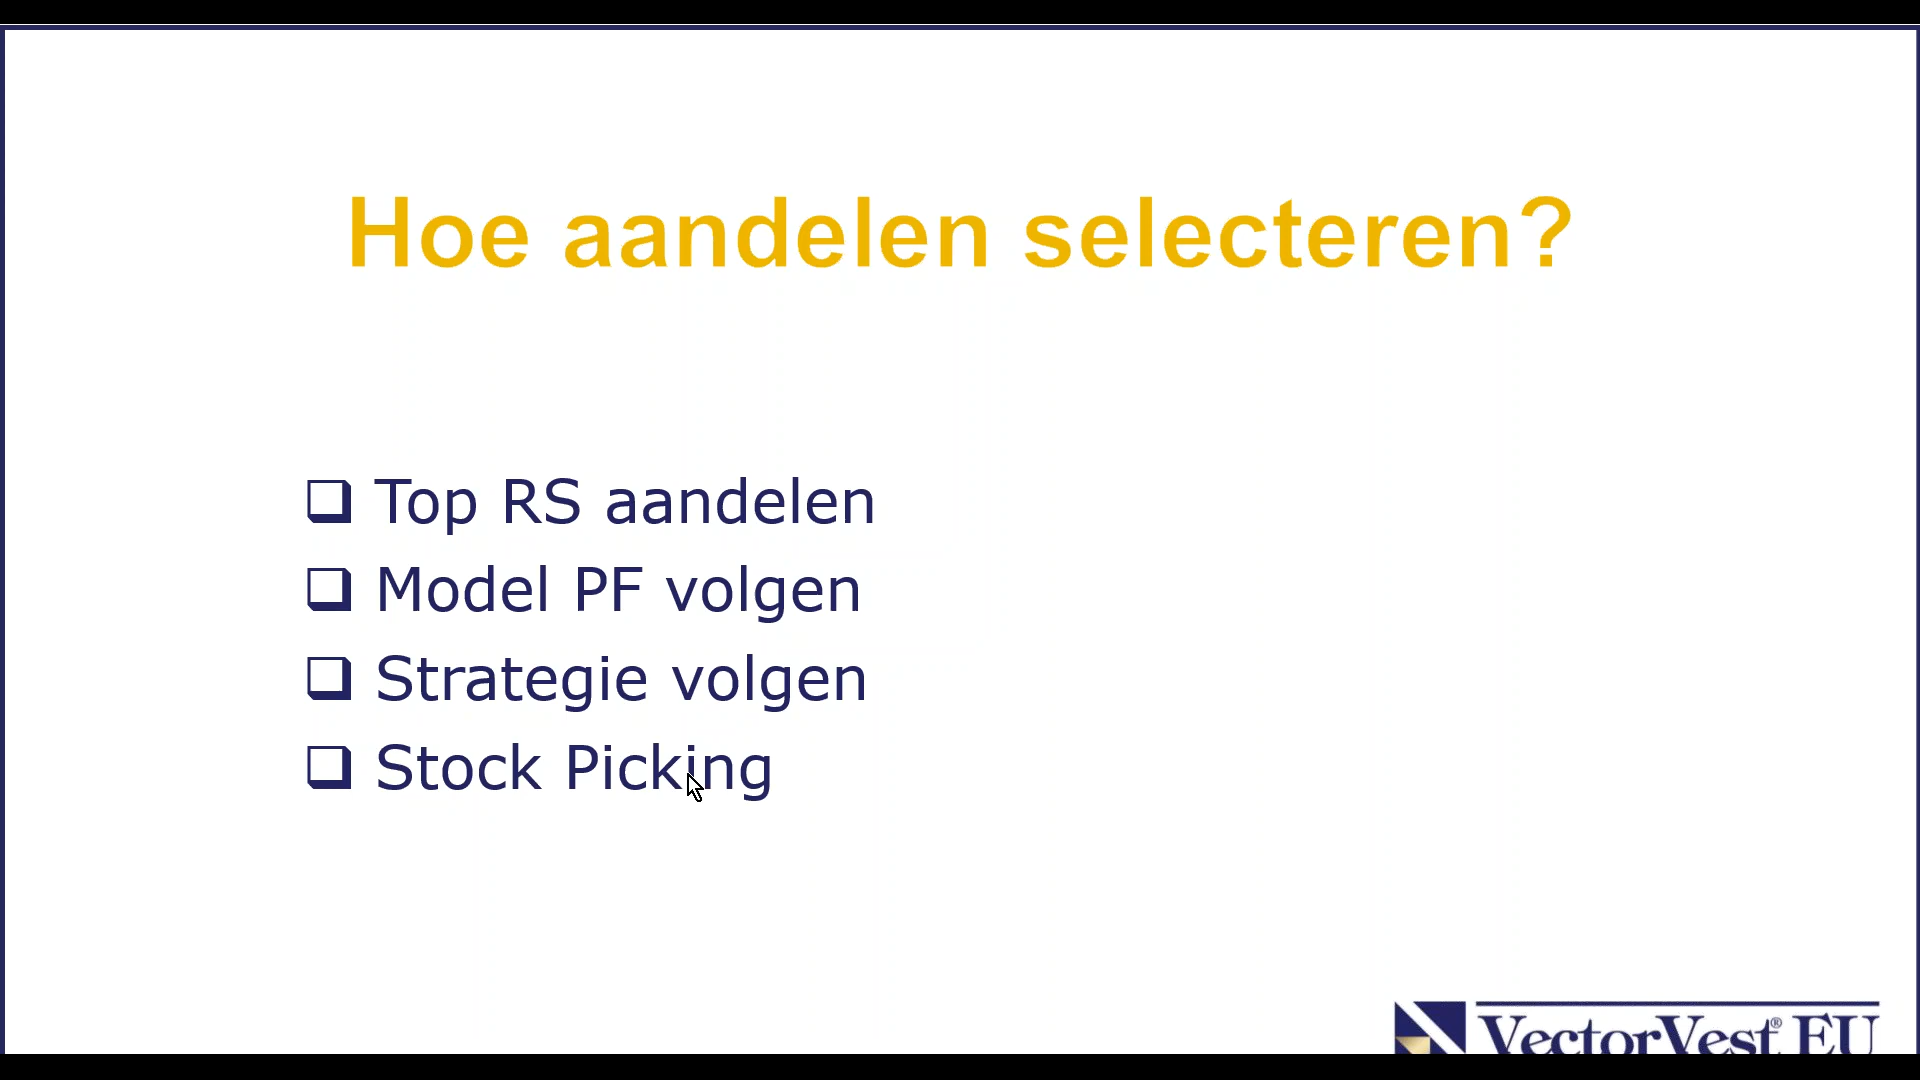 Hoe aandelen selecteren?
❑ Top RS aandelen
❑ Model PF volgen
❑ Strategie volgen
❑ Stock Picking
VectorVest® EU